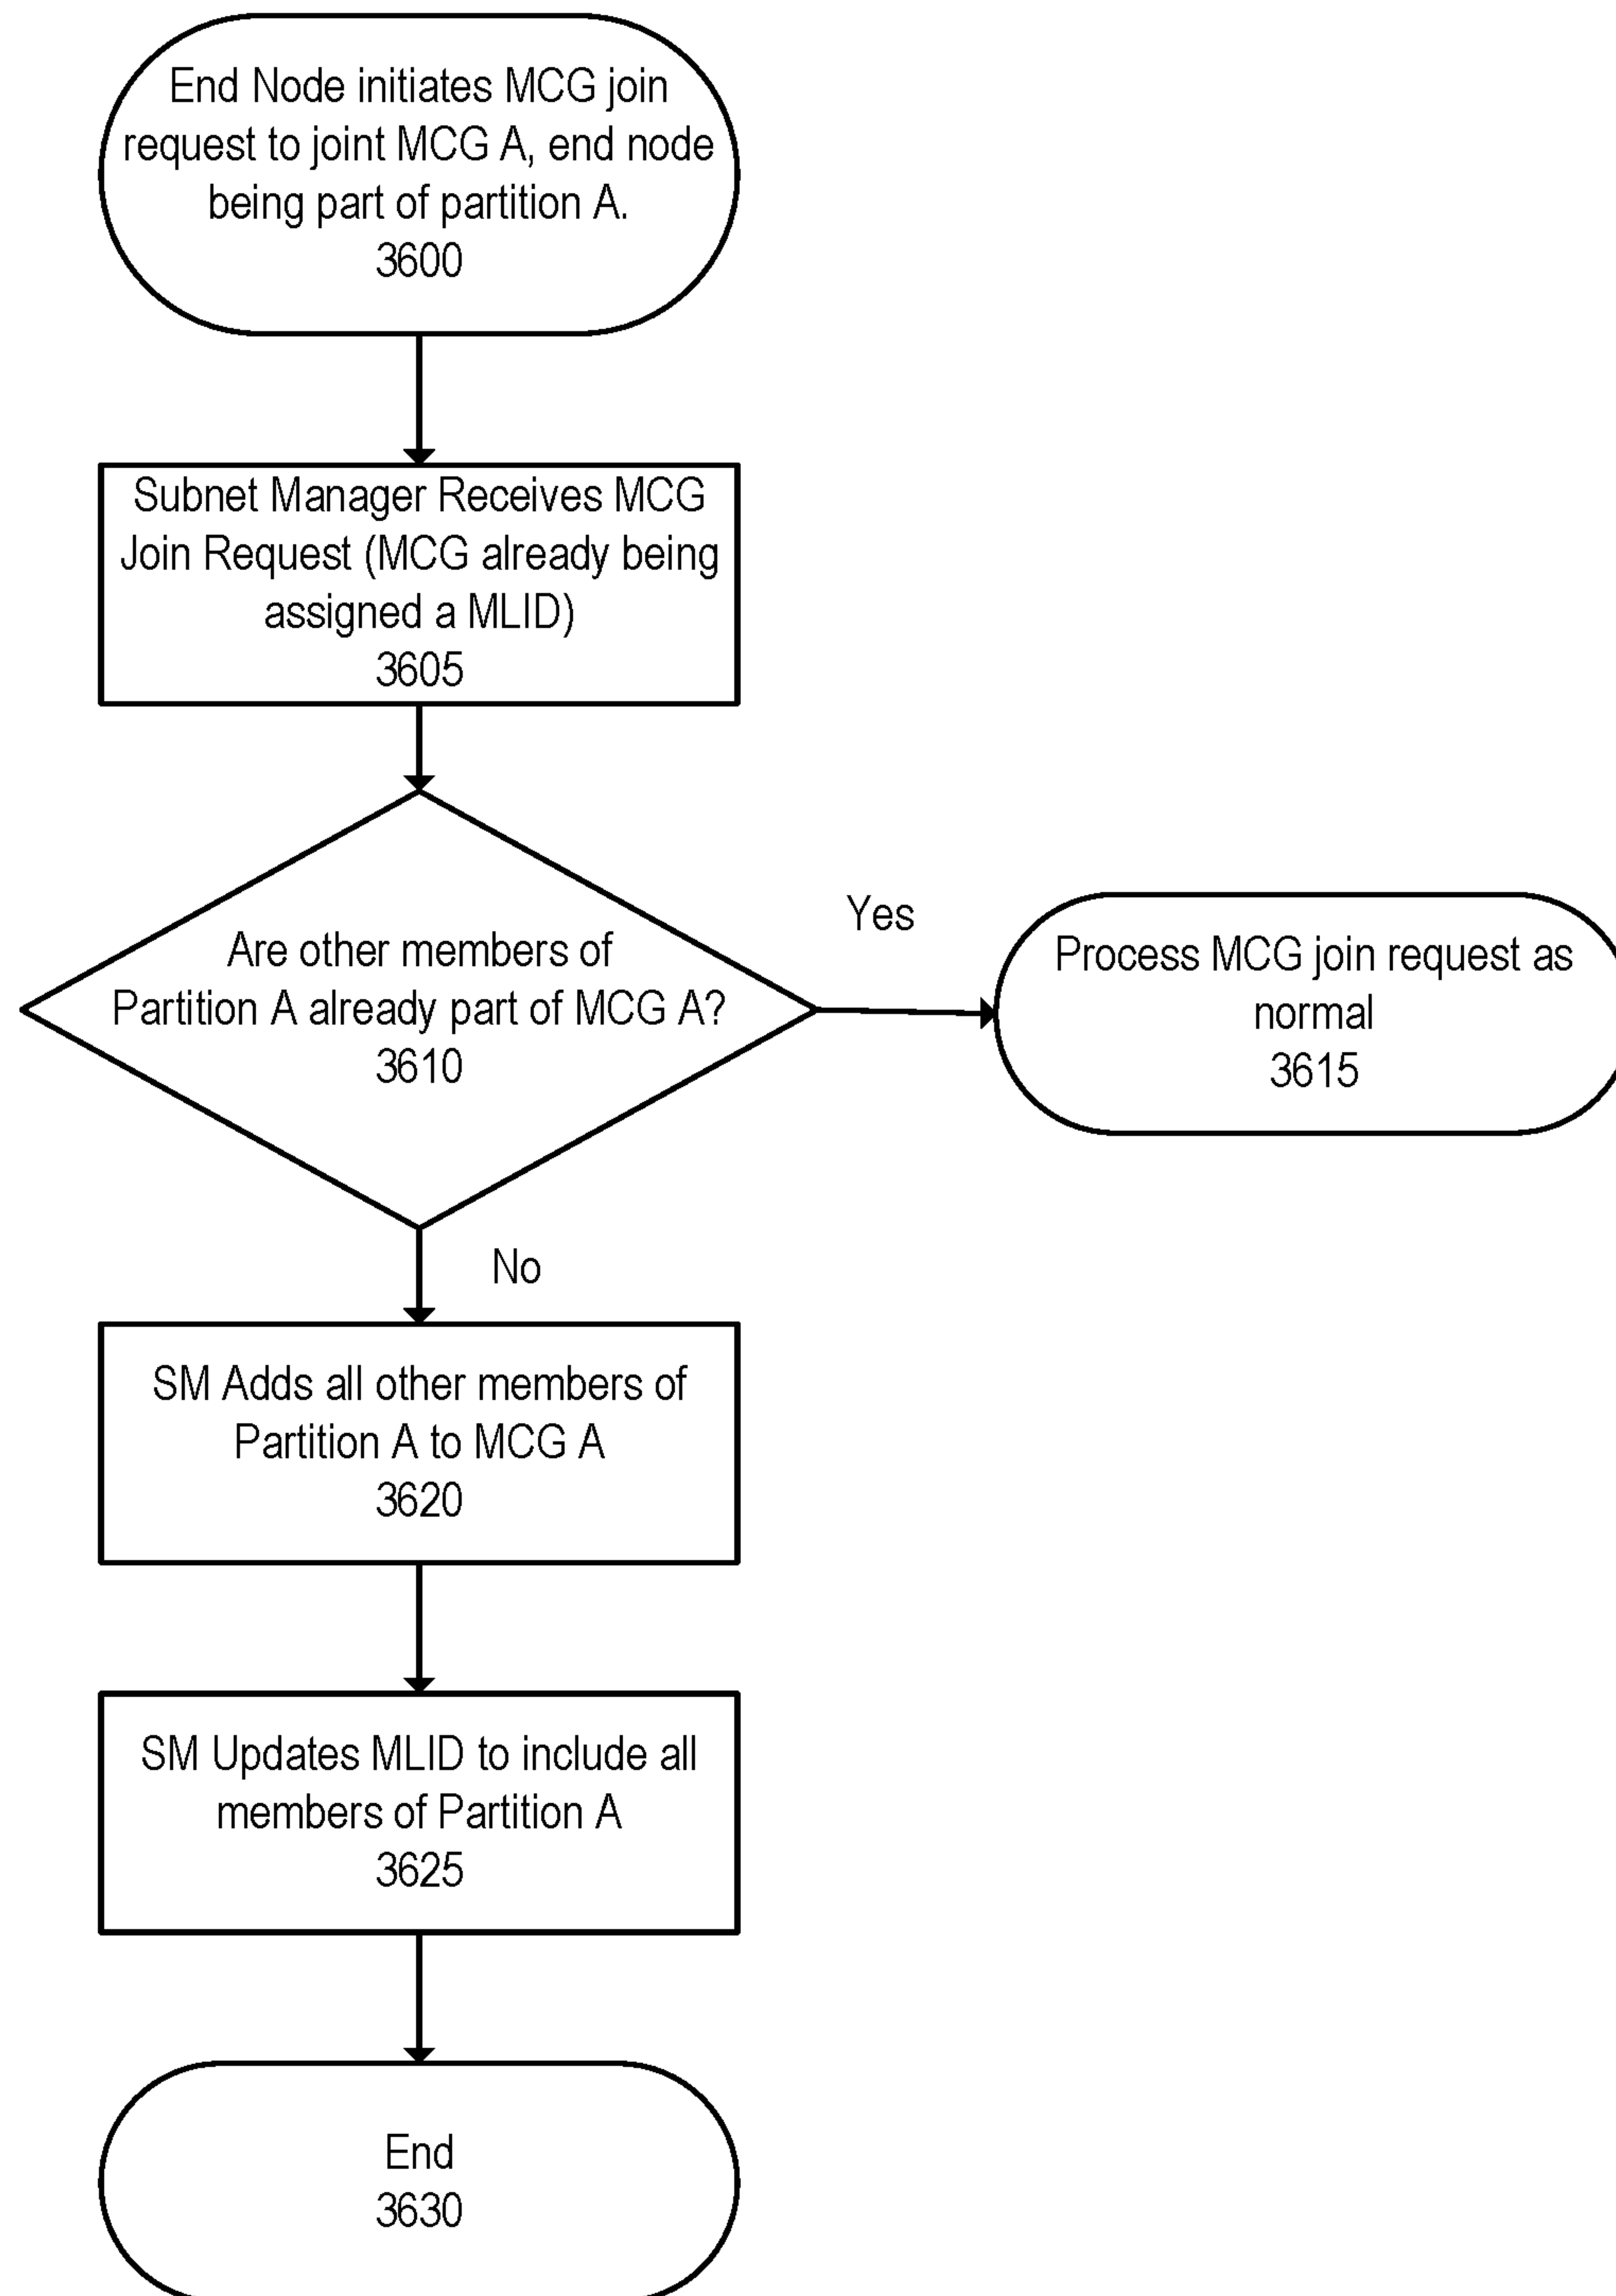 End Node initiates MCG join
request to joint MCG A, end node
being part of partition A.
3600
Subnet Manager Receives MCG
Join Request (MCG already being
assigned a MLID)
3605
Are other members of
Partition A already part of MCG A?
3610
Yes
Process MCG join request as
normal
3615
No
SM Adds all other members of
Partition A to MCG A
3620
SM Updates MLID to include all
members of Partition A
3625
End
3630